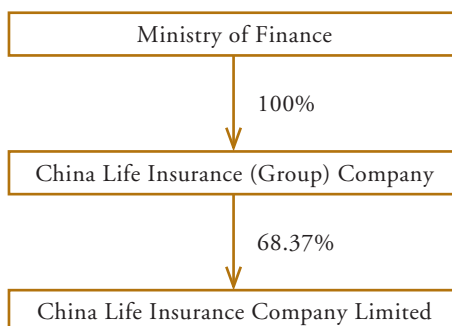 Ministry of Finance
100%
China Life Insurance (Group) Company
68.37%
China Life Insurance Company Limited